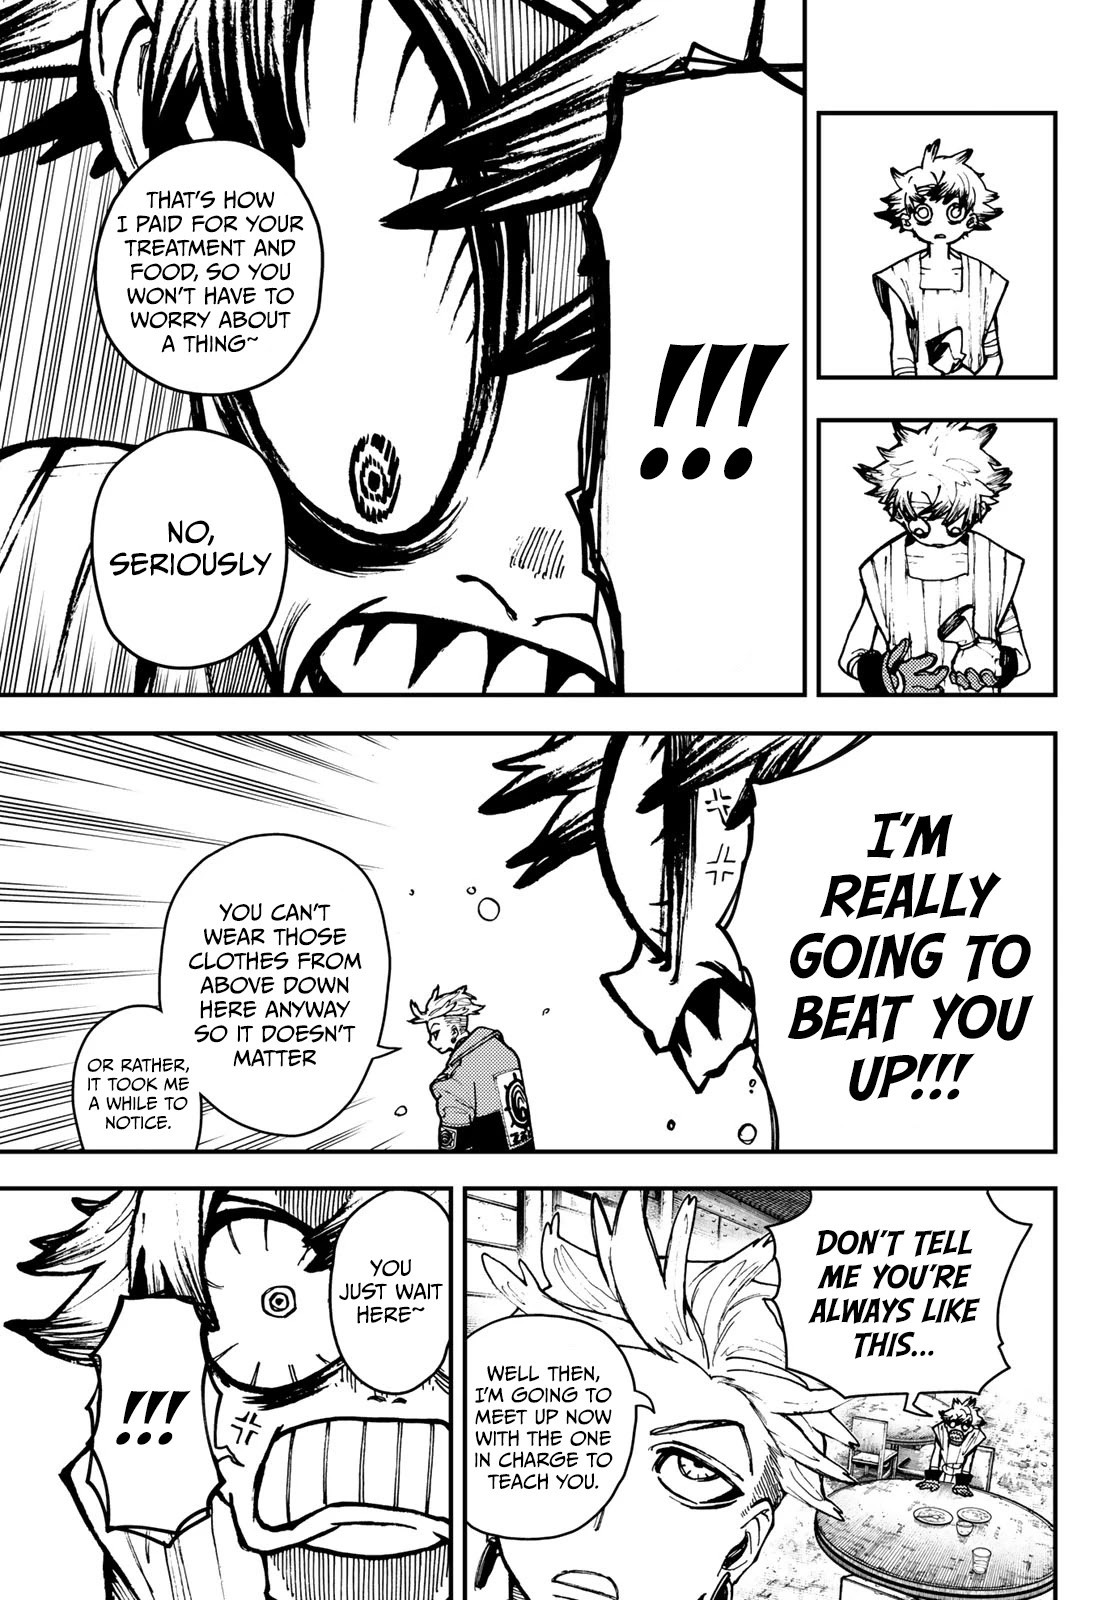 !!!
THAT'S HOW
I PAID FOR YOUR
TREATMENT AND
FOOD, SO YOU
WON'T HAVE TO
WORRY ABOUT
A THING~
NO,
SERIOUSLY
I'M
REALLY
GOING TO
BEAT YOU
UP!!!
YOU CAN'T
WEAR THOSE
CLOTHES FROM
ABOVE DOWN
HERE ANYWAY
SO IT DOESN'T
MATTER
OR RATHER,
IT TOOK ME
A WHILE TO
NOTICE.
DON'T TELL
ME YOU'RE
ALWAYS LIKE
THIS...
WELL THEN,
I'M GOING TO
MEET UP NOW
WITH THE ONE
IN CHARGE TO
TEACH YOU.
YOU
JUST WAIT
HERE~
!!!